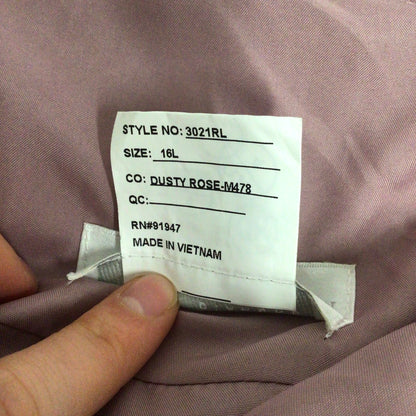 STYLE NO: 3021RL
SIZE: 16L
CO: DUSTY ROSE-M478
QC:
RN#91947
MADE IN VIETNAM